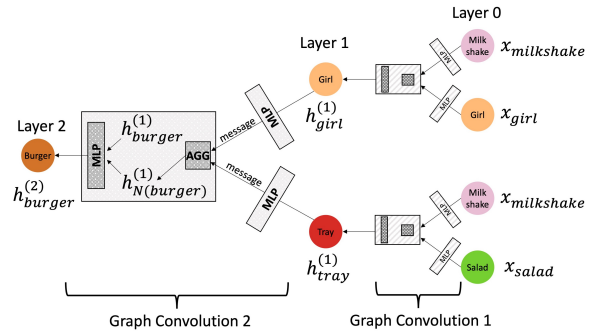 Layer 0
Milk
shake
x_milkshake
MLP
Layer 1
Girl
h_girl^(1)
MLP
Girl
x_girl
MLP
message
Layer 2
Burger
h_burger^(2)
MLP
h_burger^(1)
h_N(burger)^(1)
AGG
message
MLP
Tray
h_tray^(1)
Milk
shake
x_milkshake
MLP
MLP
Salad
x_salad
Graph Convolution 2
Graph Convolution 1